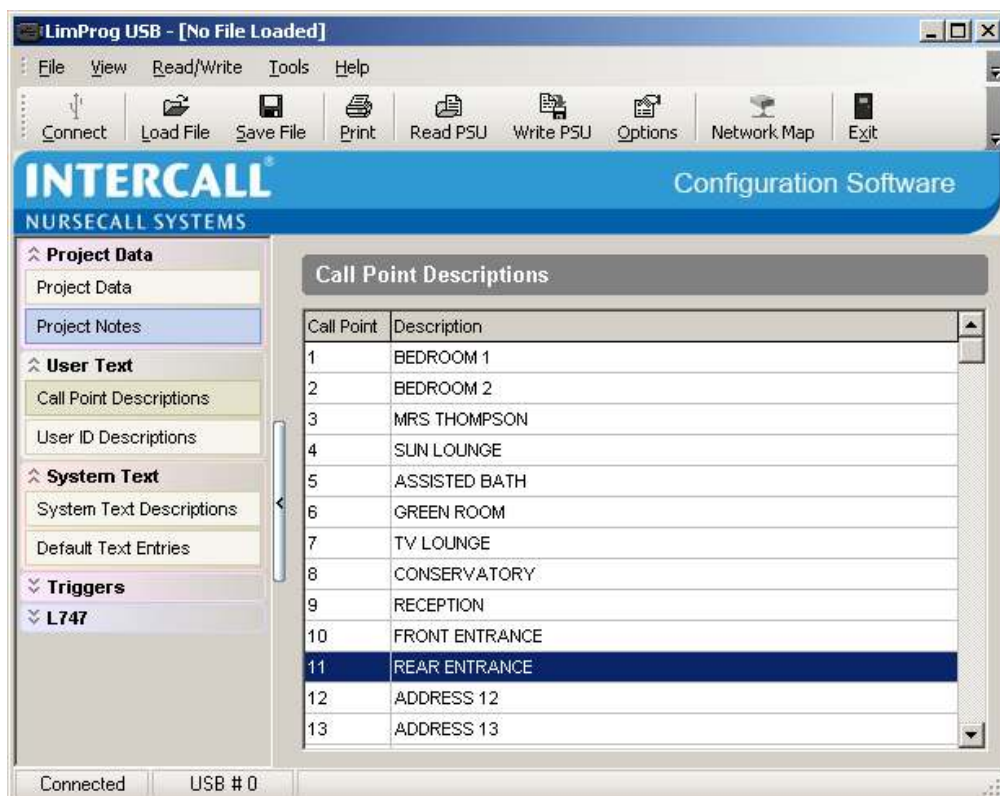 LimProg USB - [No File Loaded]
File View Read/Write Tools Help
Connect Load File Save File Print Read PSU Write PSU Options Network Map Exit
INTERCALL®
Configuration Software
NURSECALL SYSTEMS
Project Data
Project Data
Project Notes
User Text
Call Point Descriptions
User ID Descriptions
System Text
System Text Descriptions
Default Text Entries
Triggers
L747
Call Point Descriptions
Call Point Description
1 BEDROOM 1
2 BEDROOM 2
3 MRS THOMPSON
4 SUN LOUNGE
5 ASSISTED BATH
6 GREEN ROOM
7 TV LOUNGE
8 CONSERVATORY
9 RECEPTION
10 FRONT ENTRANCE
11 REAR ENTRANCE
12 ADDRESS 12
13 ADDRESS 13
Connected USB # 0